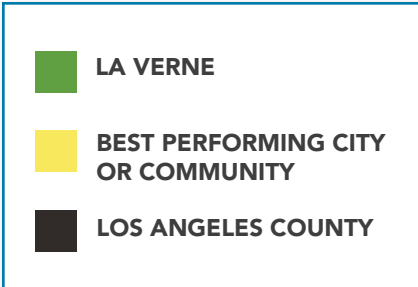 LA VERNE
BEST PERFORMING CITY
OR COMMUNITY
LOS ANGELES COUNTY